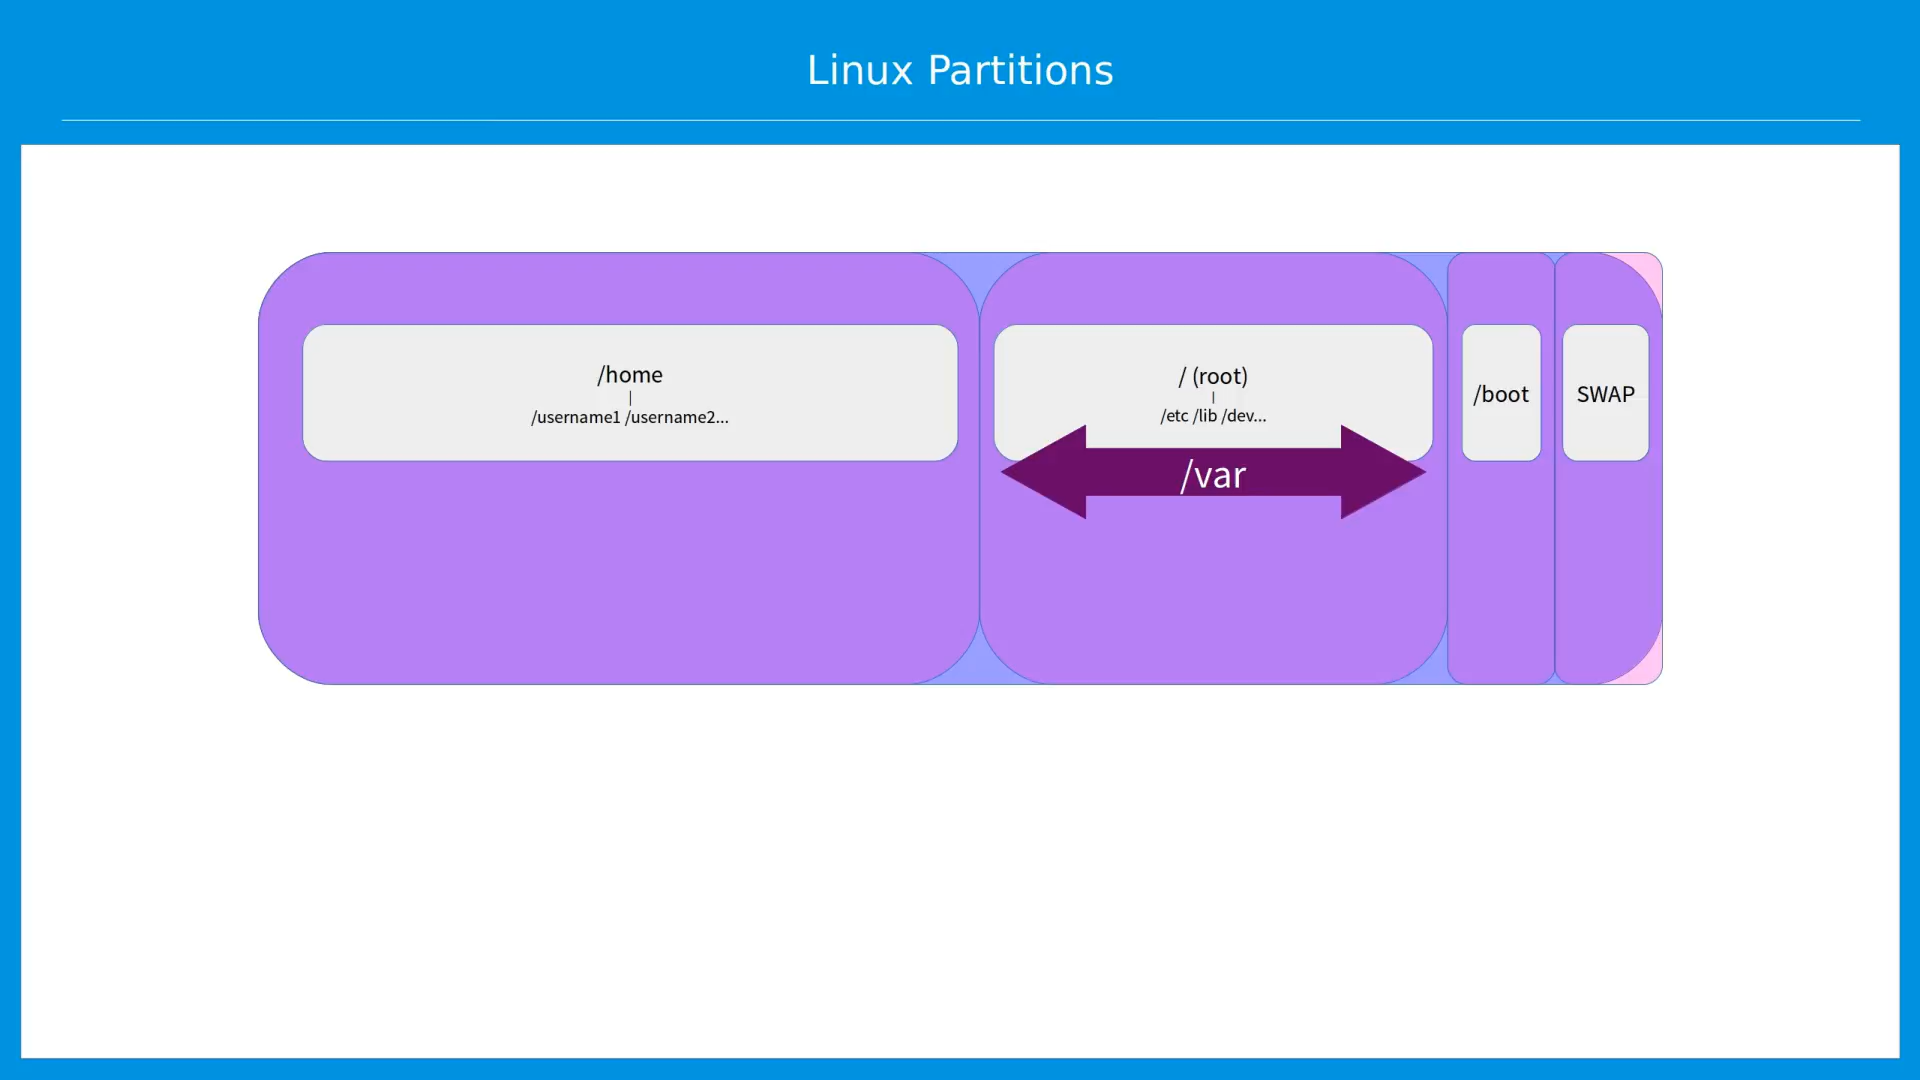 Linux Partitions
/home
|
/username1 /username2...
/ (root)
|
/etc /lib /dev...
/var
/boot
SWAP